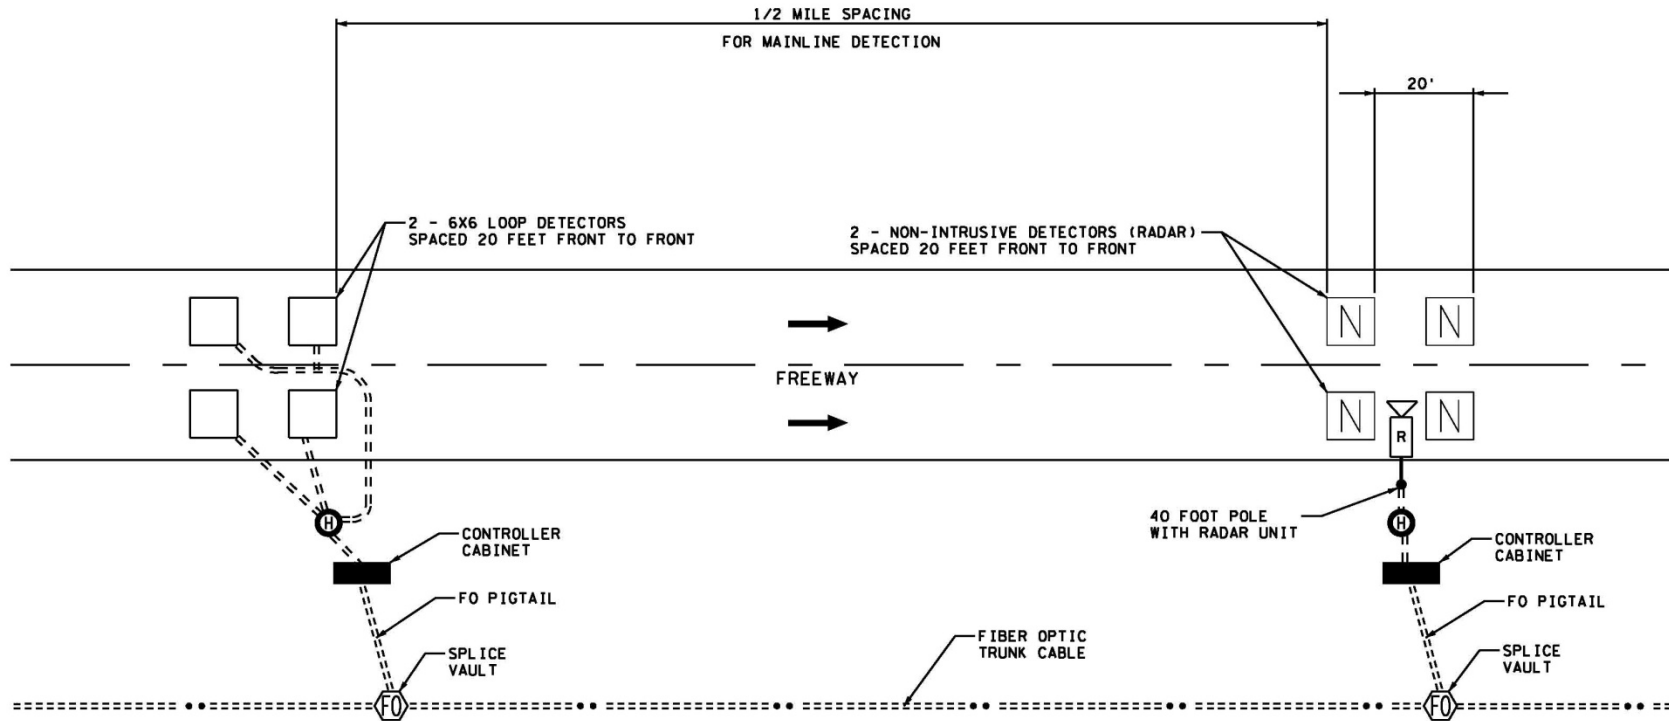 1/2 MILE SPACING
FOR MAINLINE DETECTION
20'
2 - 6X6 LOOP DETECTORS
SPACED 20 FEET FRONT TO FRONT
2 - NON-INTRUSIVE DETECTORS (RADAR)
SPACED 20 FEET FRONT TO FRONT
N
N
FREEWAY
N
N
R
H
40 FOOT POLE
WITH RADAR UNIT
H
CONTROLLER
CABINET
CONTROLLER
CABINET
FO PIGTAIL
FO PIGTAIL
FIBER OPTIC
TRUNK CABLE
SPLICE
VAULT
SPLICE
VAULT
FO
FO